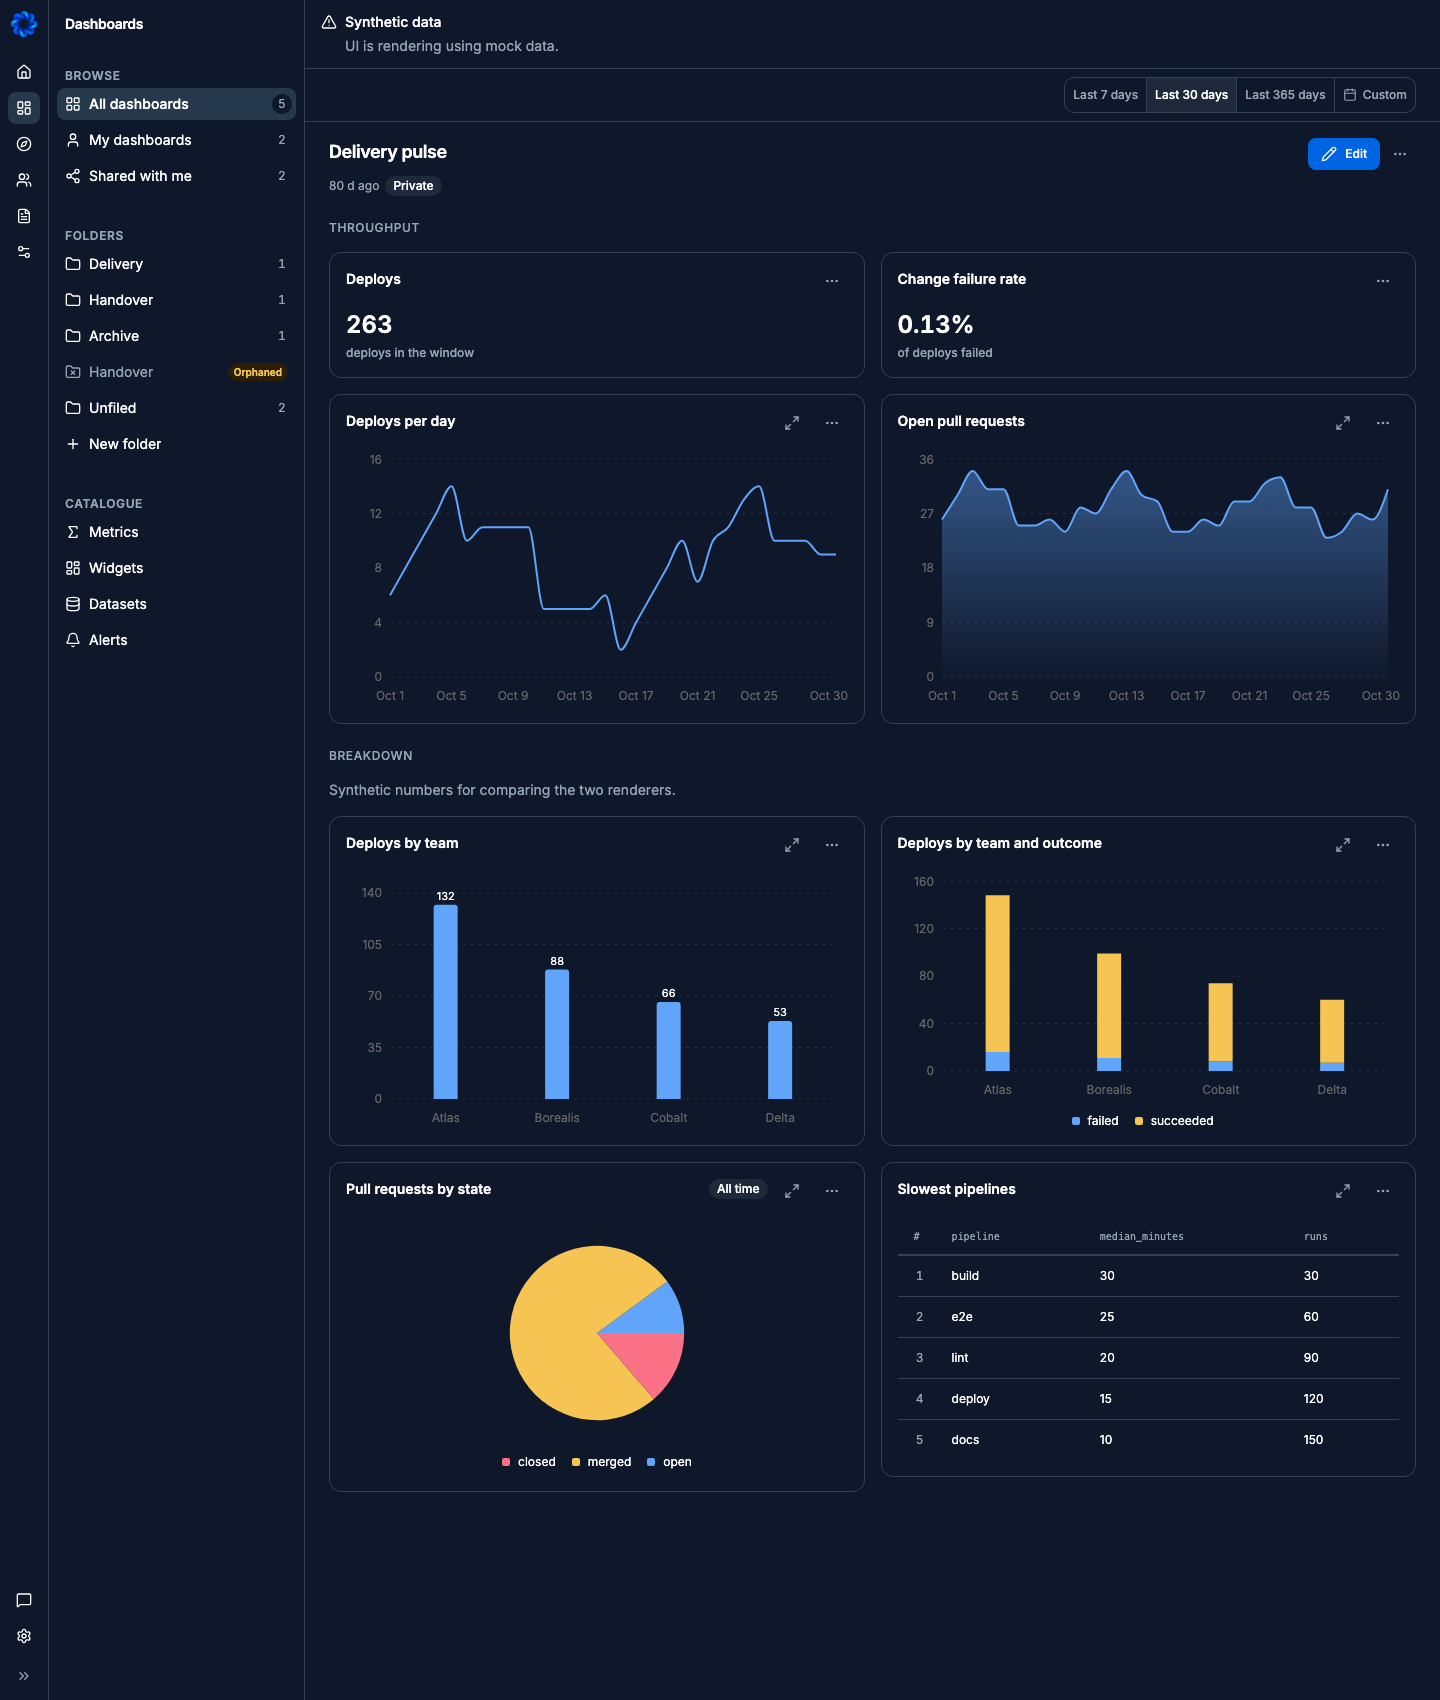 Dashboards
BROWSE
All dashboards 5
My dashboards 2
Shared with me 2
FOLDERS
Delivery 1
Handover 1
Archive 1
Handover Orphaned
Unfiled 2
New folder
CATALOGUE
Metrics
Widgets
Datasets
Alerts
Synthetic data
UI is rendering using mock data.
Last 7 days Last 30 days Last 365 days Custom
Delivery pulse
Edit
80 d ago Private
THROUGHPUT
Deploys
263
deploys in the window
Change failure rate
0.13%
of deploys failed
Deploys per day
16
12
8
4
0
Oct 1 Oct 5 Oct 9 Oct 13 Oct 17 Oct 21 Oct 25 Oct 30
Open pull requests
36
27
18
9
0
Oct 1 Oct 5 Oct 9 Oct 13 Oct 17 Oct 21 Oct 25 Oct 30
BREAKDOWN
Synthetic numbers for comparing the two renderers.
Deploys by team
140
105
70
35
0
132
88
66
53
Atlas Borealis Cobalt Delta
Deploys by team and outcome
160
120
80
40
0
Atlas Borealis Cobalt Delta
failed succeeded
Pull requests by state
All time
closed merged open
Slowest pipelines
# pipeline median_minutes runs
1 build 30 30
2 e2e 25 60
3 lint 20 90
4 deploy 15 120
5 docs 10 150